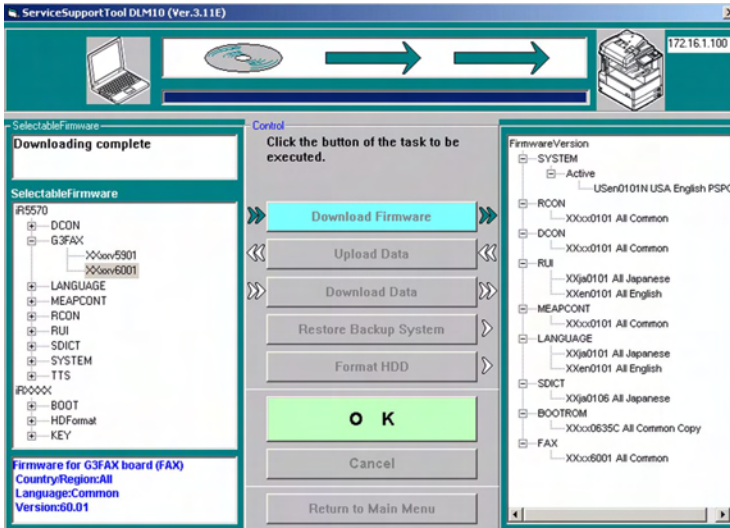 ServiceSupportTool DLM10 (Ver.3.11E)
172.16.1.100
SelectableFirmware
Downloading complete
SelectableFirmware
iR5570
DCON
G3FAX
XXxxv5901
XXxxv6001
LANGUAGE
MEAPCONT
RCON
RUI
SDICT
SYSTEM
TTS
iRXXXX
BOOT
HDFormat
KEY
Firmware for G3FAX board (FAX)
Country/Region:All
Language:Common
Version:60.01
Control
Click the button of the task to be
executed.
Download Firmware
Upload Data
Download Data
Restore Backup System
Format HDD
O K
Cancel
Return to Main Menu
FirmwareVersion
SYSTEM
Active
USen0101N USA English PSPC
RCON
XXxx0101 All Common
DCON
XXxx0101 All Common
RUI
XXja0101 All Japanese
XXen0101 All English
MEAPCONT
XXxx0101 All Common
LANGUAGE
XXja0101 All Japanese
XXen0101 All English
SDICT
XXja0106 All Japanese
BOOTROM
XXxx0635C All Common Copy
FAX
XXxx6001 All Common